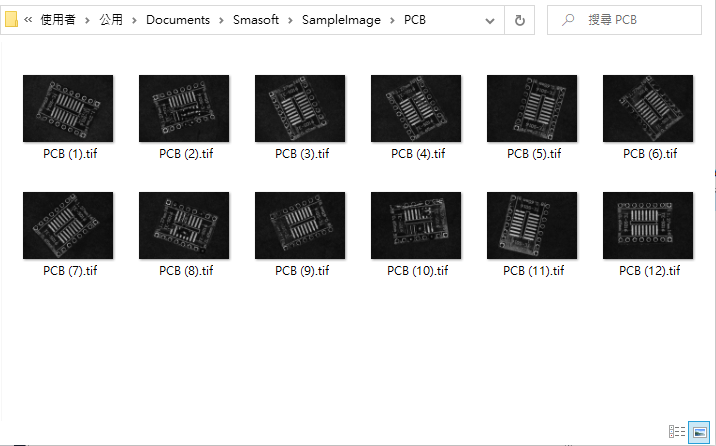 « 使用者 › 公用 › Documents › Smasoft › SampleImage › PCB
搜尋 PCB
PCB (1).tif PCB (2).tif PCB (3).tif PCB (4).tif PCB (5).tif PCB (6).tif
PCB (7).tif PCB (8).tif PCB (9).tif PCB (10).tif PCB (11).tif PCB (12).tif